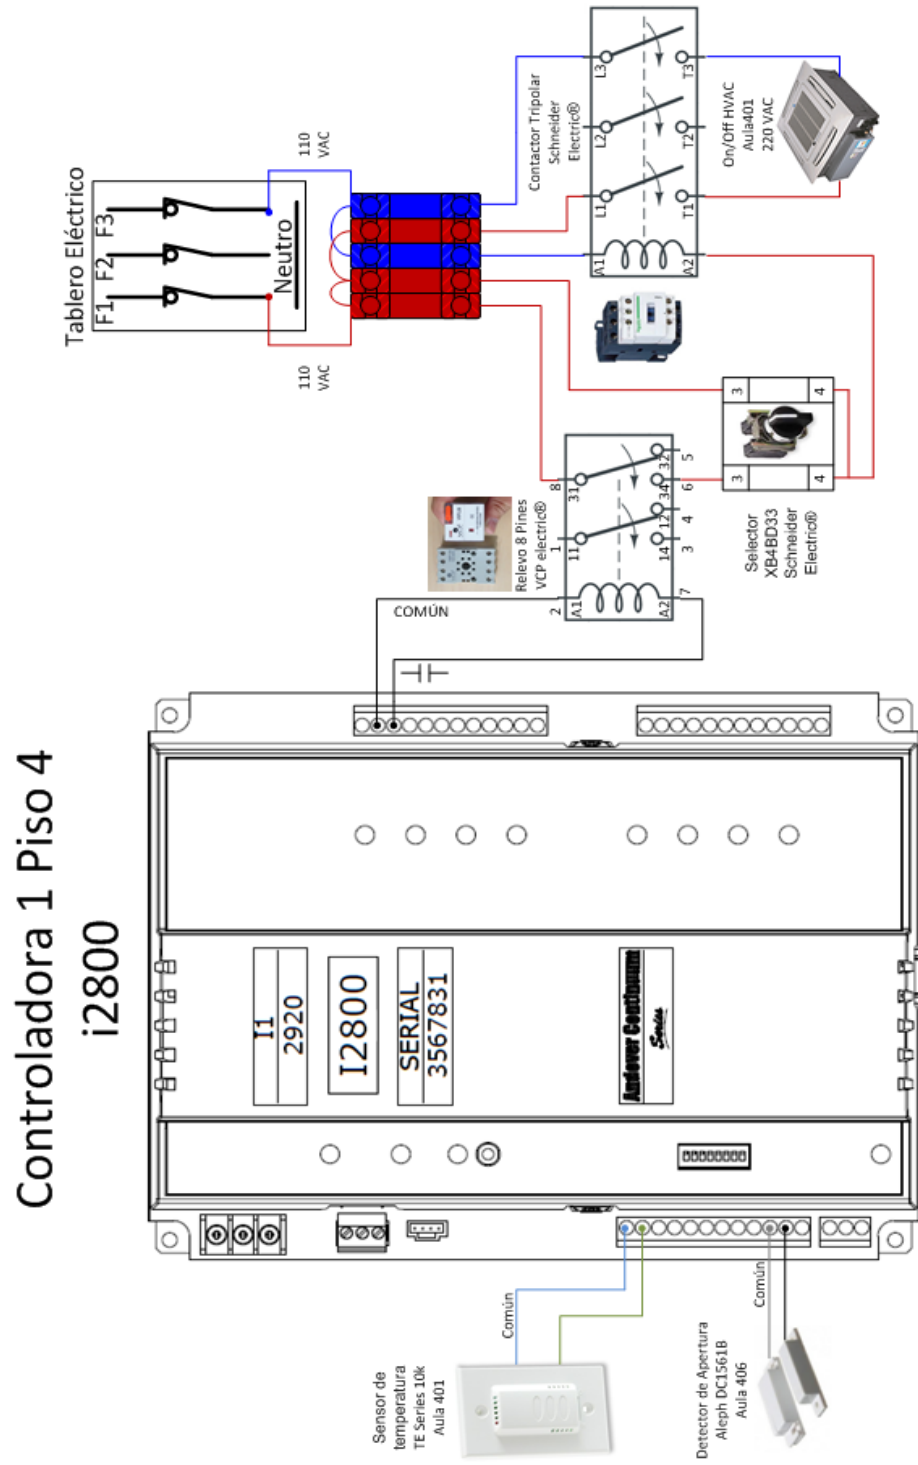 Controladora 1 Piso 4
i2800
Tablero Eléctrico
F1
F2
F3
Neutro
110
VAC
110
VAC
Contactor Tripolar
Schneider
Electric®
L1
L2
L3
T1
T2
T3
A1
A2
On/Off HVAC
Aula401
220 VAC
Relevo 8 Pines
VCP electric®
8
1
2
31
11
A1
32
34
12
14
A2
5
6
4
3
7
COMÚN
Selector
XB4BD33
Schneider
Electric®
3
4
3
4
I1
2920
I2800
SERIAL
3567831
Andover Continuum
Series
Sensor de
temperatura
TE Series 10k
Aula 401
Común
Detector de Apertura
Aleph DC1561B
Aula 406
Común